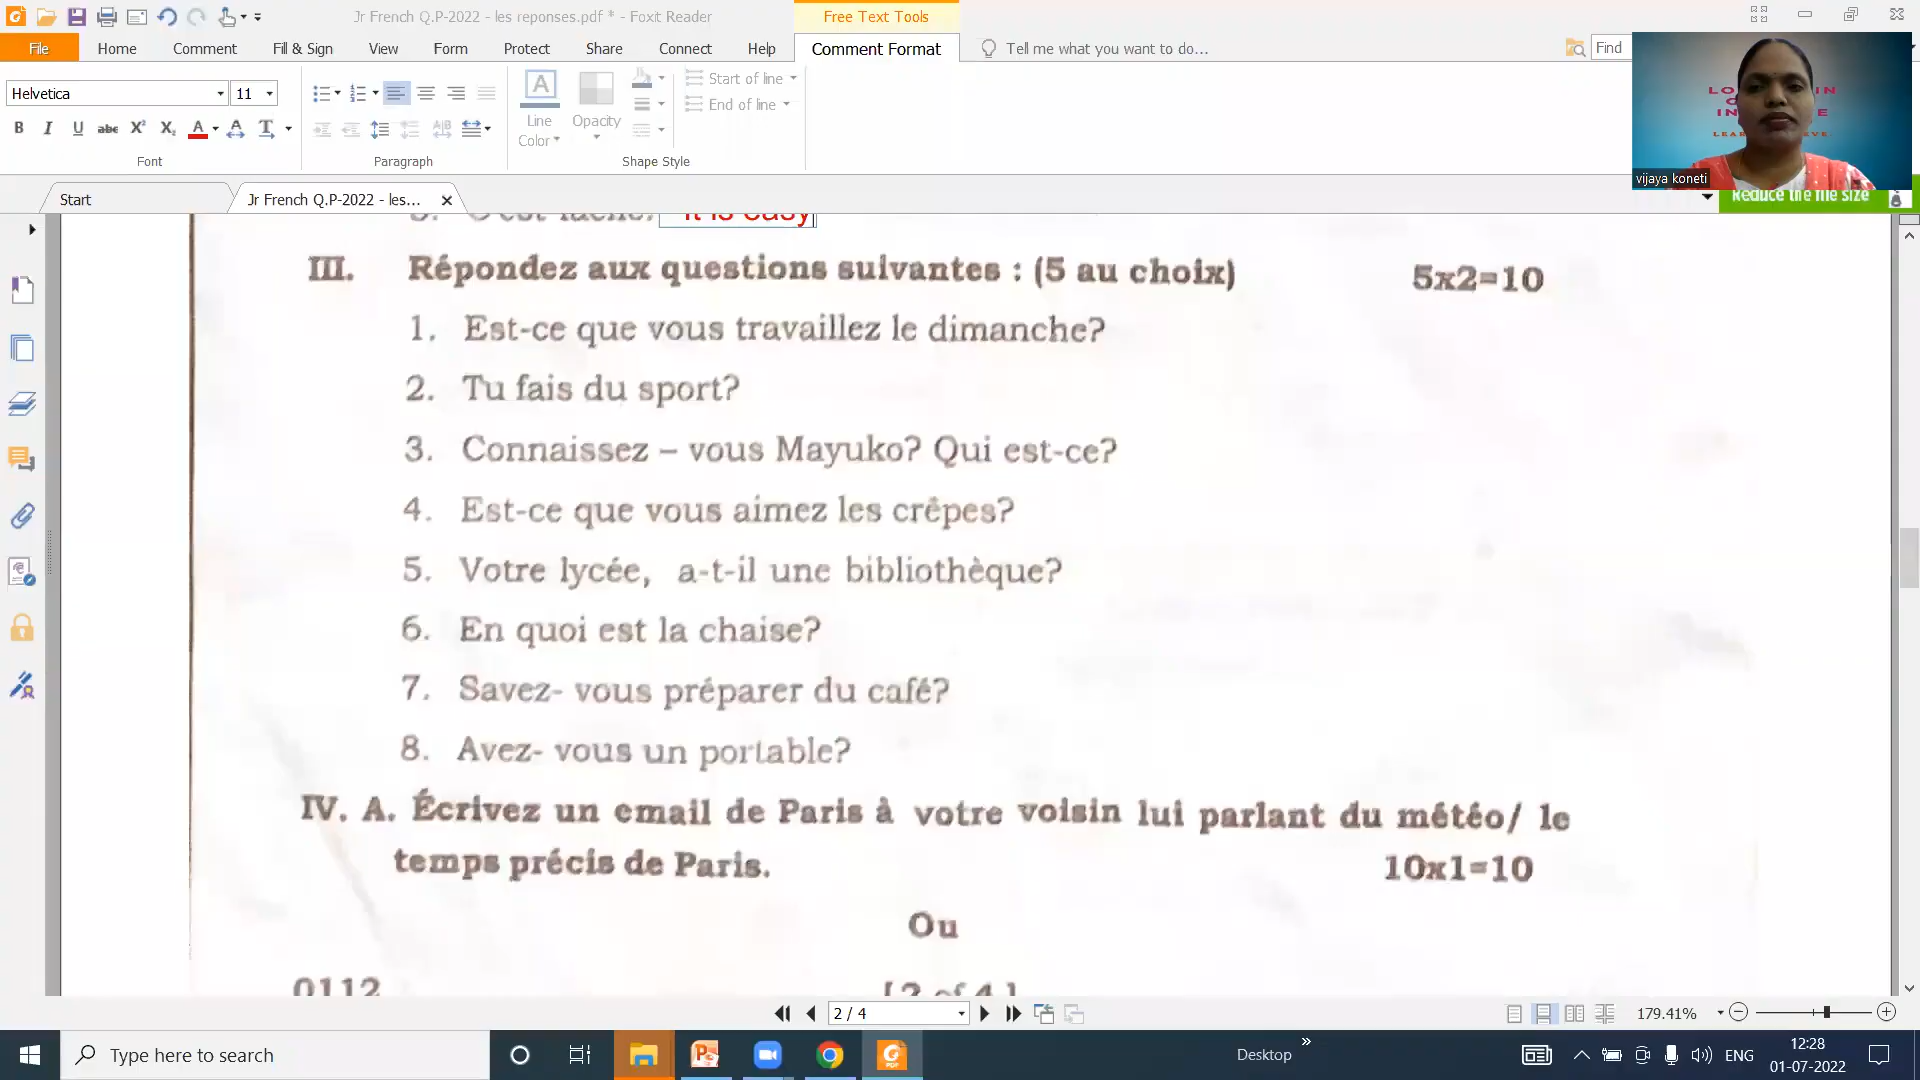 Jr French Q.P-2022 - les reponses.pdf * - Foxit Reader
Free Text Tools
File Home Comment Fill & Sign View Form Protect Share Connect Help Comment Format Tell me what you want to do... Find
Helvetica 11
Start of line
End of line
Line Color
Opacity
Font Paragraph Shape Style
vijaya koneti
Reduce the file size
Start Jr French Q.P-2022 - les...
It is easy
III. Répondez aux questions suivantes : (5 au choix) 5x2=10
1. Est-ce que vous travaillez le dimanche?
2. Tu fais du sport?
3. Connaissez – vous Mayuko? Qui est-ce?
4. Est-ce que vous aimez les crêpes?
5. Votre lycée, a-t-il une bibliothèque?
6. En quoi est la chaise?
7. Savez- vous préparer du café?
8. Avez- vous un portable?
IV. A. Écrivez un email de Paris à votre voisin lui parlant du météo/ le
temps précis de Paris. 10x1=10
Ou
0112 [ 2 of 4 ]
2 / 4 179.41%
Type here to search Desktop ENG 12:28
01-07-2022